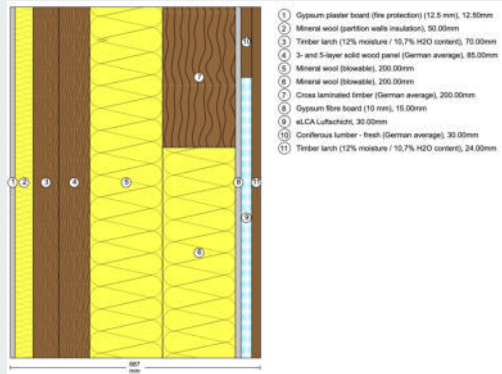 1 Gypsum plaster board (fire protection) (12.5 mm), 12.50mm
2 Mineral wool (partition walls insulation), 50.00mm
3 Timber larch (12% moisture / 10,7% H2O content), 70.00mm
4 3- and 5-layer solid wood panel (German average), 85.00mm
5 Mineral wool (blowable), 200.00mm
6 Mineral wool (blowable), 200.00mm
7 Cross laminated timber (German average), 200.00mm
8 Gypsum fibre board (10 mm), 15.00mm
9 eLCA Luftschicht, 30.00mm
10 Coniferous lumber - fresh (German average), 30.00mm
11 Timber larch (12% moisture / 10,7% H2O content), 24.00mm
10
7
1 2 3 4 5 8 11
9
6
687
mm